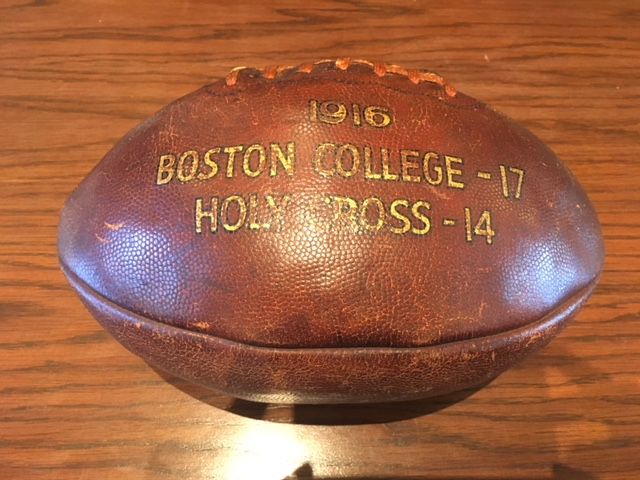 1916
BOSTON COLLEGE - 17
HOLY CROSS - 14